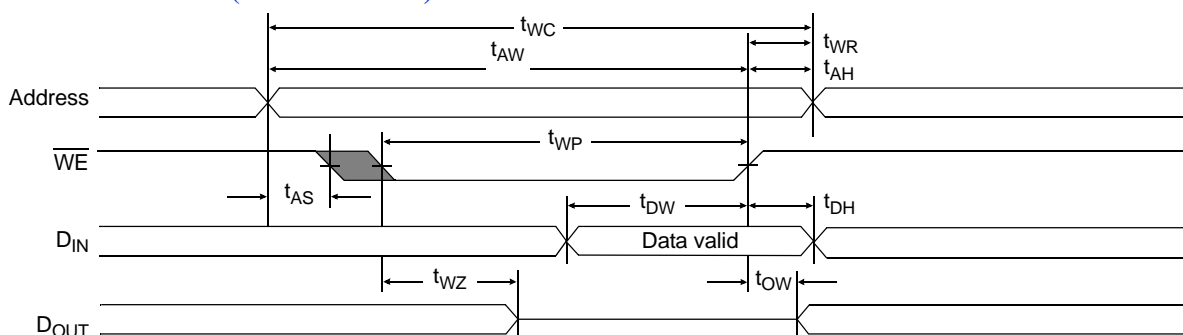 tWC
tWR
tAW
tAH
Address
tWP
WE
tAS
tDW
tDH
DIN
Data valid
tWZ
tOW
DOUT